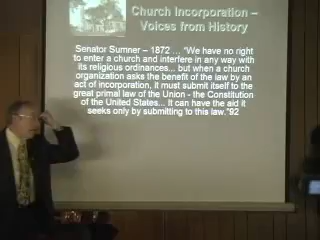 Church Incorporation –
Voices from History
Senator Sumner – 1872 ... "We have no right
to enter a church and interfere in any way with
its religious ordinances... but when a church
organization asks the benefit of the law by an
act of incorporation, it must submit itself to the
great primal law of the Union - the Constitution
of the United States... It can have the aid it
seeks only by submitting to this law."92